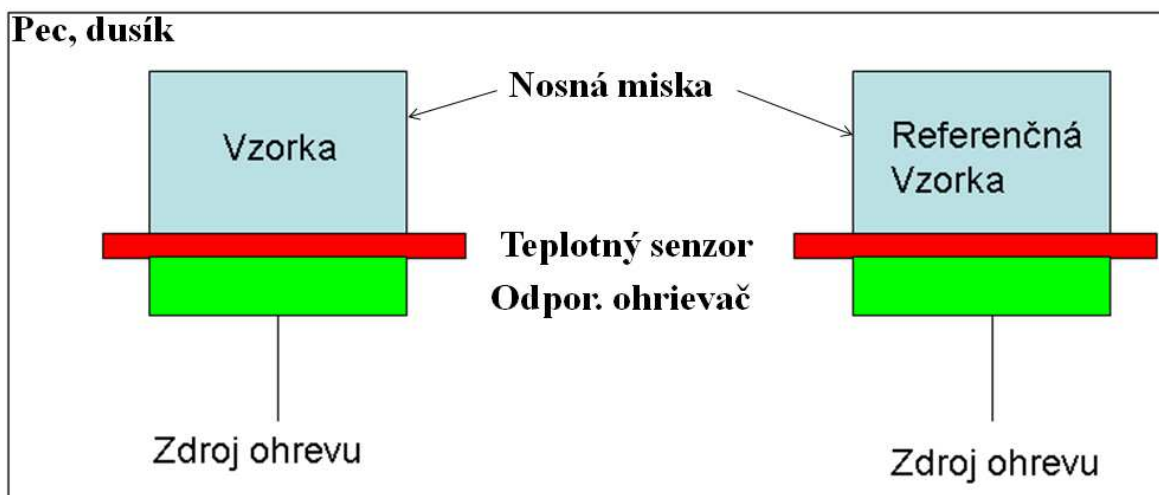 Pec, dusík
Nosná miska
Vzorka
Referenčná
Vzorka
Teplotný senzor
Odpor. ohrievač
Zdroj ohrevu
Zdroj ohrevu